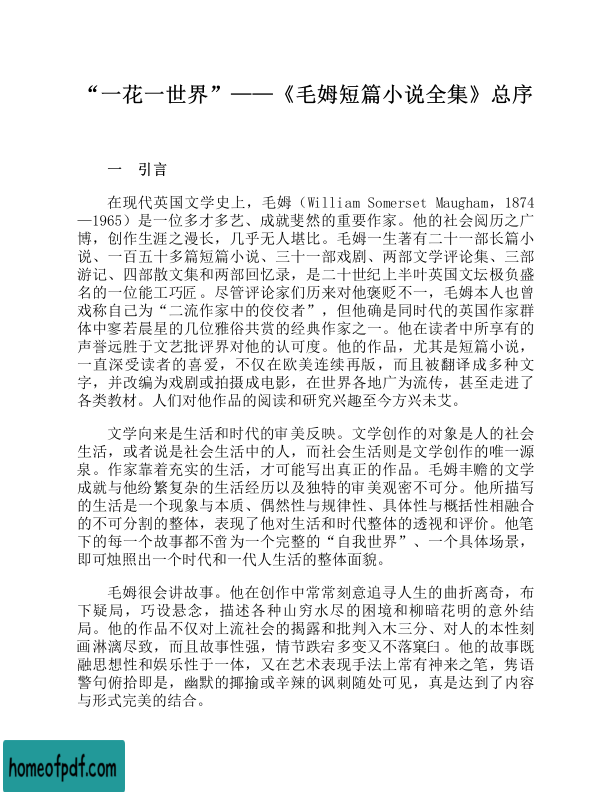 “一花一世界”——《毛姆短篇小说全集》总序
一 引言
在现代英国文学史上，毛姆（William Somerset Maugham，1874
—1965）是一位多才多艺、成就斐然的重要作家。他的社会阅历之广
博，创作生涯之漫长，几乎无人堪比。毛姆一生著有二十一部长篇小
说、一百五十多篇短篇小说、三十一部戏剧、两部文学评论集、三部
游记、四部散文集和两部回忆录，是二十世纪上半叶英国文坛极负盛
名的一位能工巧匠。尽管评论家们历来对他褒贬不一，毛姆本人也曾
戏称自己为“二流作家中的佼佼者”，但他确是同时代的英国作家群
体中寥若晨星的几位雅俗共赏的经典作家之一。他在读者中所享有的
声誉远胜于文艺批评界对他的认可度。他的作品，尤其是短篇小说，
一直深受读者的喜爱，不仅在欧美连续再版，而且被翻译成多种文
字，并改编为戏剧或拍摄成电影，在世界各地广为流传，甚至走进了
各类教材。人们对他作品的阅读和研究兴趣至今方兴未艾。
文学向来是生活和时代的审美反映。文学创作的对象是人的社会
生活，或者说是社会生活中的人，而社会生活则是文学创作的唯一源
泉。作家靠着充实的生活，才可能写出真正的作品。毛姆丰赡的文学
成就与他纷繁复杂的生活经历以及独特的审美观密不可分。他所描写
的生活是一个现象与本质、偶然性与规律性、具体性与概括性相融合
的不可分割的整体，表现了他对生活和时代整体的透视和评价。他笔
下的每一个故事都不啻为一个完整的“自我世界”、一个具体场景，
即可烛照出一个时代和一代人生活的整体面貌。
毛姆很会讲故事。他在创作中常常刻意追寻人生的曲折离奇，布
下疑局，巧设悬念，描述各种山穷水尽的困境和柳暗花明的意外结
局。他的作品不仅对上流社会的揭露和批判入木三分、对人的本性刻
画淋漓尽致，而且故事性强，情节跌宕多变又不落窠臼。他的故事既
融思想性和娱乐性于一体，又在艺术表现手法上常有神来之笔，隽语
警句俯拾即是，幽默的揶揄或辛辣的讽刺随处可见，真是达到了内容
与形式完美的结合。
homeofpdf.com